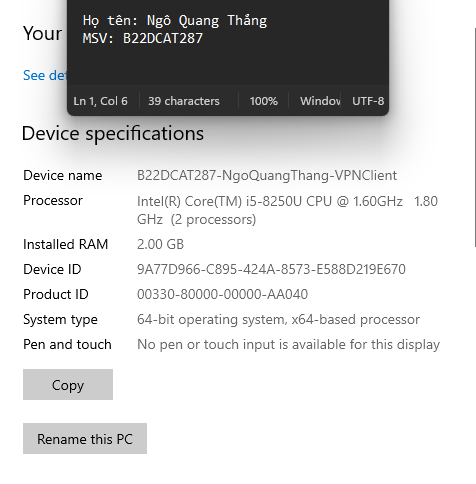 Họ tên: Ngô Quang Thắng
MSV: B22DCAT287
Your
See det
Ln 1, Col 6 39 characters 100% Window UTF-8
Device specifications
Device name B22DCAT287-NgoQuangThang-VPNClient
Processor Intel(R) Core(TM) i5-8250U CPU @ 1.60GHz 1.80
GHz (2 processors)
Installed RAM 2.00 GB
Device ID 9A77D966-C895-424A-8573-E588D219E670
Product ID 00330-80000-00000-AA040
System type 64-bit operating system, x64-based processor
Pen and touch No pen or touch input is available for this display
Copy
Rename this PC